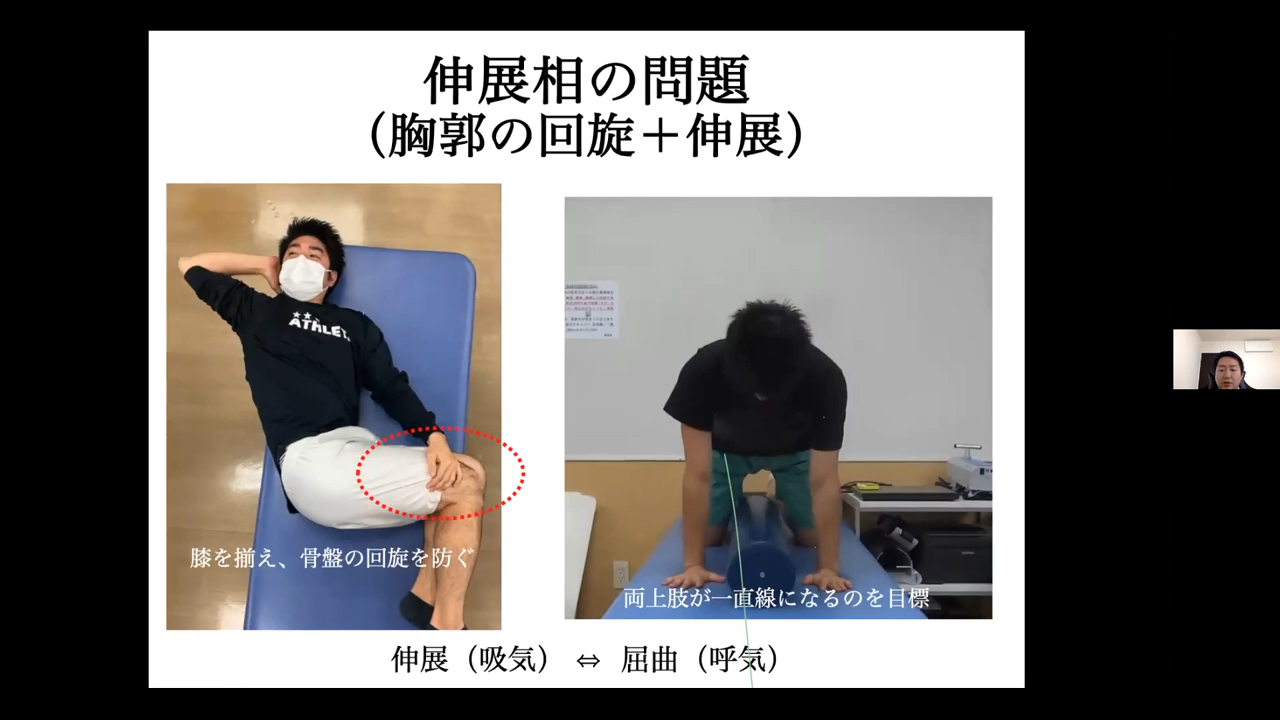 伸展相の問題
（胸郭の回旋＋伸展）
ATHLE
膝を揃え、骨盤の回旋を防ぐ
両上肢が一直線になるのを目標
伸展（吸気） ⇔ 屈曲（呼気）